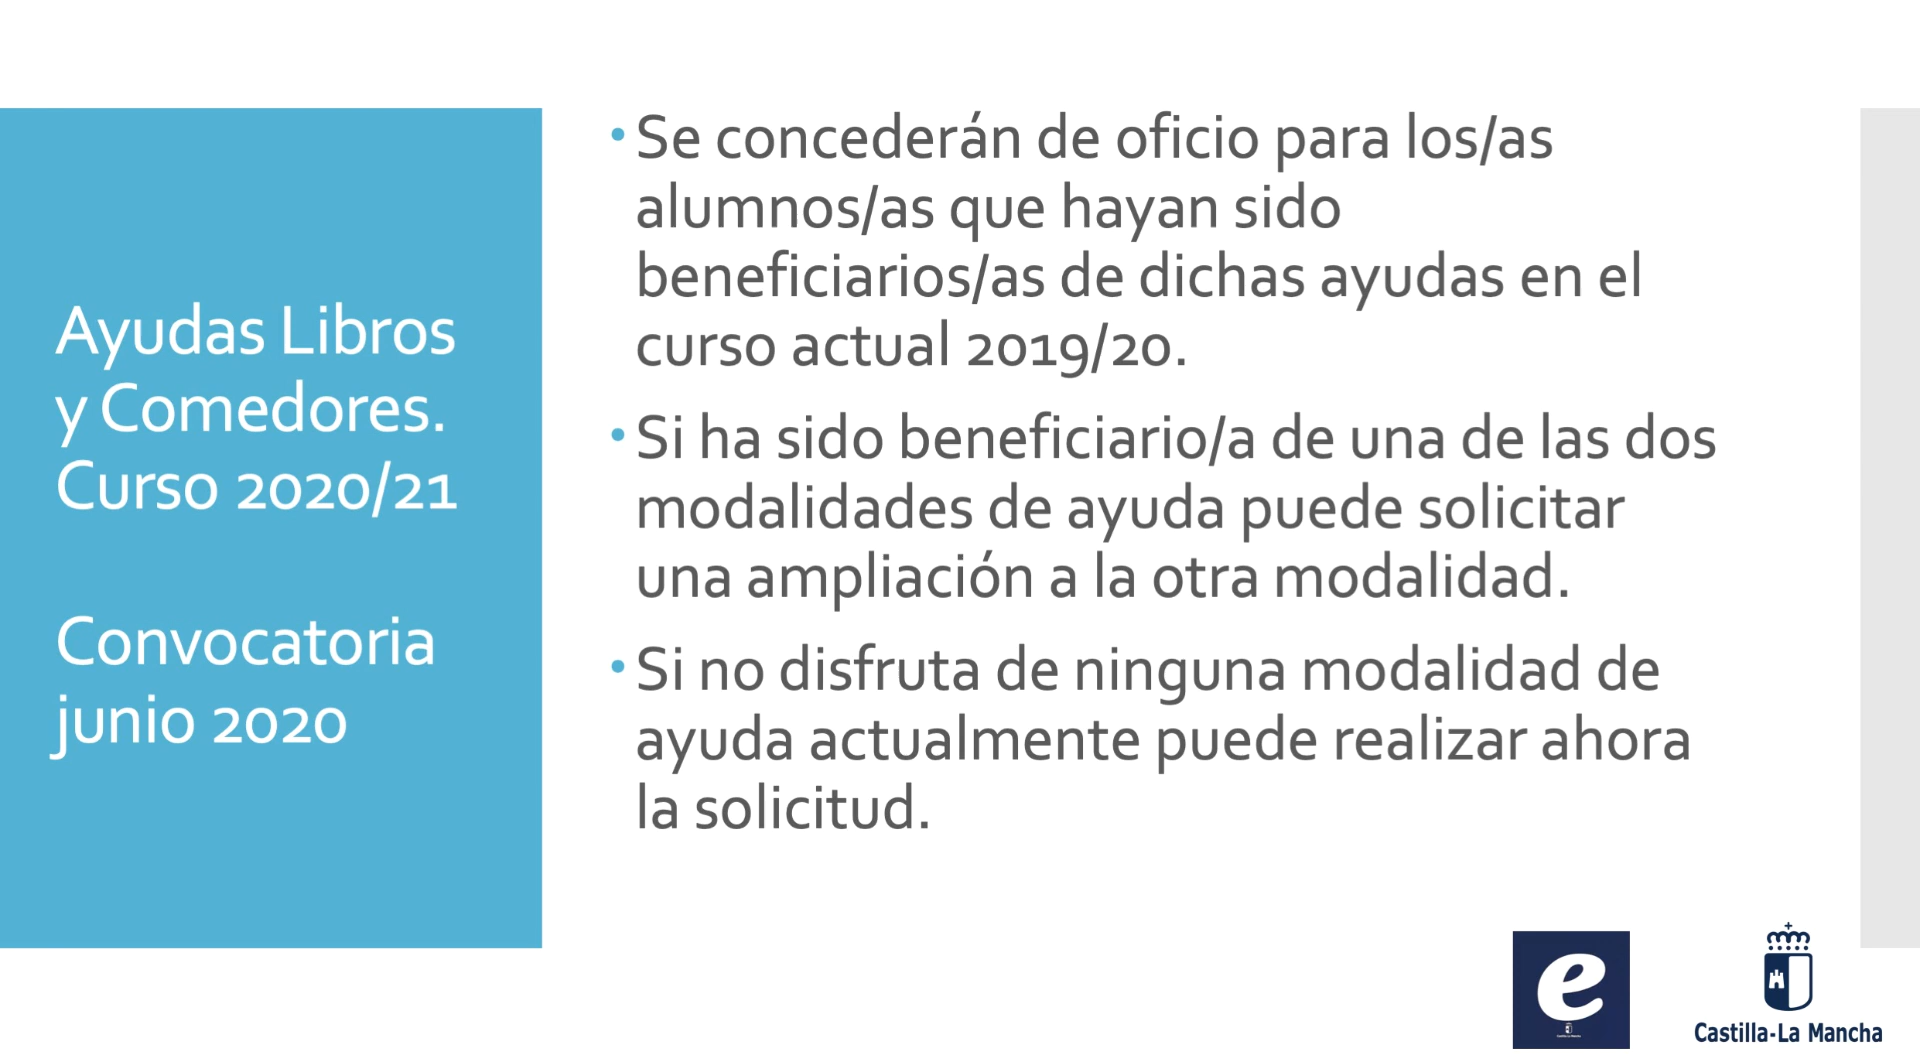 Ayudas Libros
y Comedores.
Curso 2020/21
Convocatoria
junio 2020
• Se concederán de oficio para los/as
alumnos/as que hayan sido
beneficiarios/as de dichas ayudas en el
curso actual 2019/20.
• Si ha sido beneficiario/a de una de las dos
modalidades de ayuda puede solicitar
una ampliación a la otra modalidad.
• Si no disfruta de ninguna modalidad de
ayuda actualmente puede realizar ahora
la solicitud.
e
Castilla-La Mancha